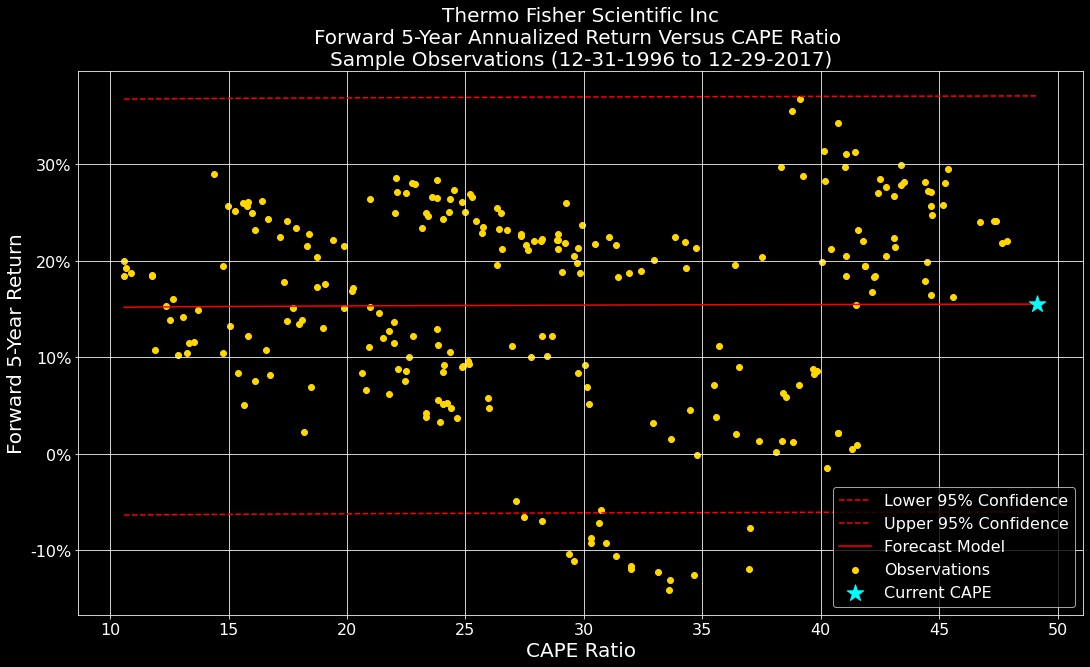 Thermo Fisher Scientific Inc
Forward 5-Year Annualized Return Versus CAPE Ratio
Sample Observations (12-31-1996 to 12-29-2017)
Forward 5-Year Return
30%
20%
10%
0%
-10%
Lower 95% Confidence
Upper 95% Confidence
Forecast Model
Observations
Current CAPE
10 15 20 25 30 35 40 45 50
CAPE Ratio